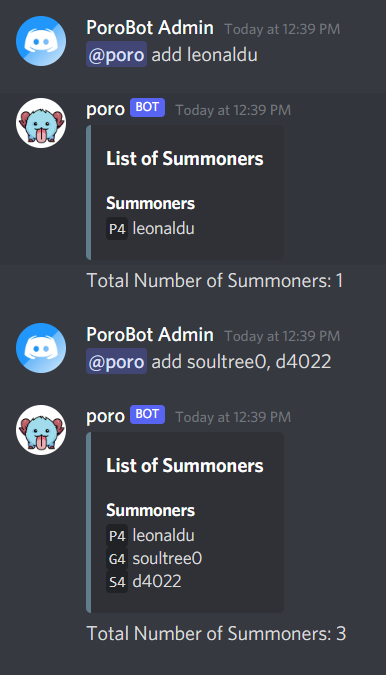 PoroBot Admin Today at 12:39 PM
@poro add leonaldu
poro BOT Today at 12:39 PM
List of Summoners
Summoners
P4 leonaldu
Total Number of Summoners: 1
PoroBot Admin Today at 12:39 PM
@poro add soultree0, d4022
poro BOT Today at 12:39 PM
List of Summoners
Summoners
P4 leonaldu
G4 soultree0
S4 d4022
Total Number of Summoners: 3